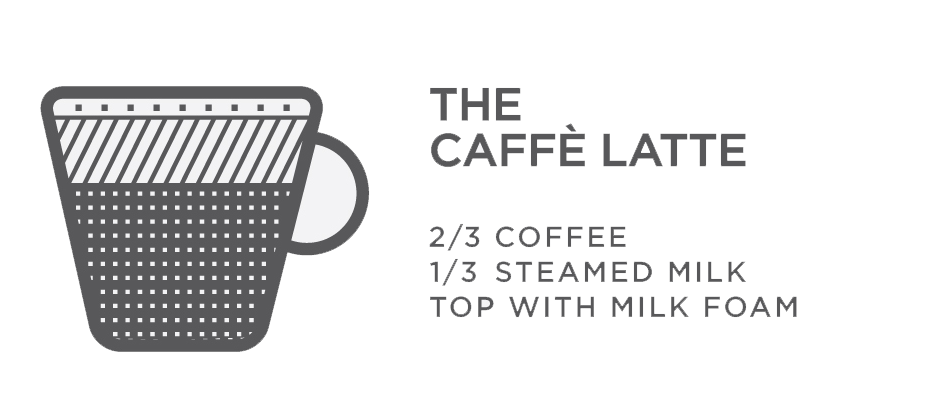 THE
CAFFÈ LATTE
2/3 COFFEE
1/3 STEAMED MILK
TOP WITH MILK FOAM